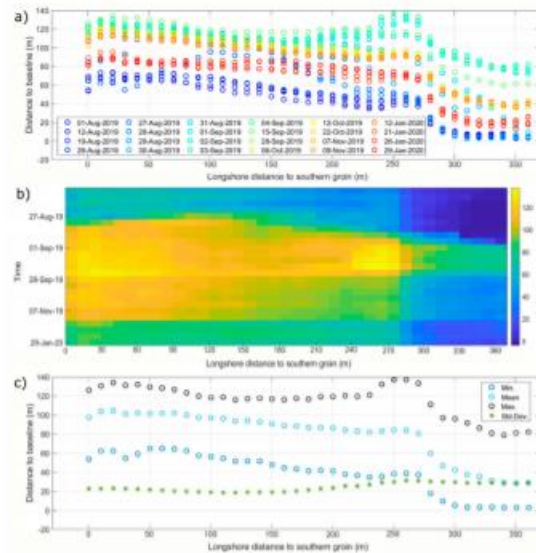 a)
140
120
100
80
60
40
20
0
-20
Distance to baseline (m)
01-Aug-2019 27-Aug-2019 31-Aug-2019 04-Sep-2019 13-Oct-2019 12-Jan-2020
12-Aug-2019 28-Aug-2019 01-Sep-2019 15-Sep-2019 22-Oct-2019 21-Jan-2020
19-Aug-2019 29-Aug-2019 02-Sep-2019 28-Sep-2019 07-Nov-2019 26-Jan-2020
26-Aug-2019 30-Aug-2019 03-Sep-2019 08-Oct-2019 09-Nov-2019 29-Jan-2020
0 50 100 150 200 250 300 350
Longshore distance to southern groin (m)
b)
Time
27-Aug-19
01-Sep-19
28-Sep-19
07-Nov-19
29-Jan-20
120
100
80
60
40
20
0
0 30 60 90 120 150 180 210 240 270 300 330 360
Longshore distance to southern groin (m)
c)
140
120
100
80
60
40
20
0
-20
Distance to baseline (m)
Min
Mean
Max
Std.Dev
0 50 100 150 200 250 300 350
Longshore distance to southern groin (m)